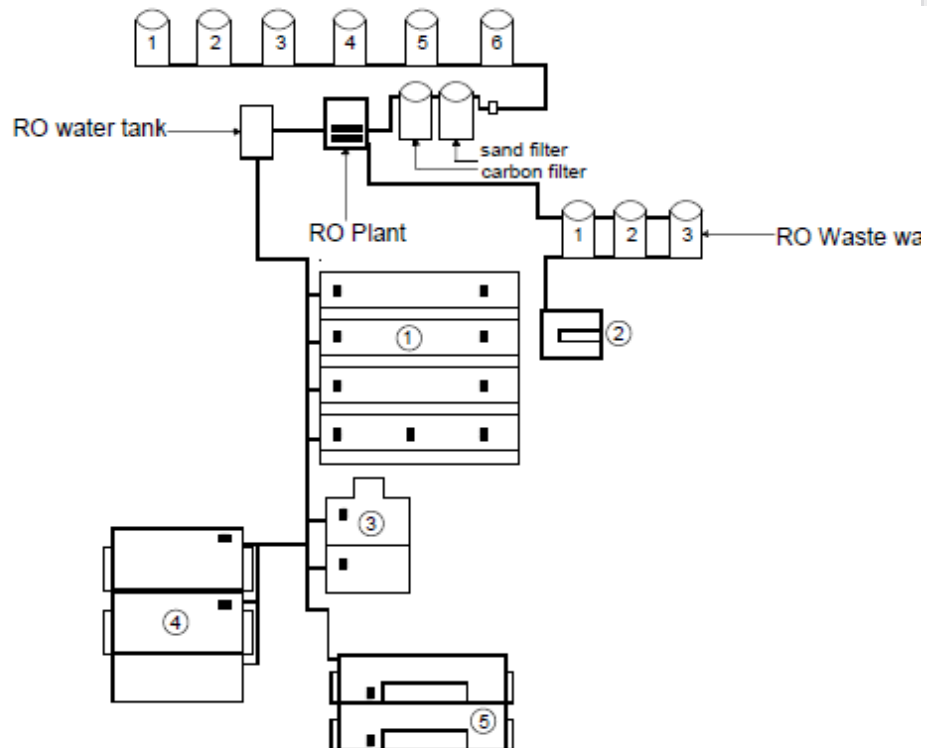 1 2 3 4 5 6
RO water tank
sand filter
carbon filter
RO Plant
1 2 3
RO Waste wa
1
2
3
4
5